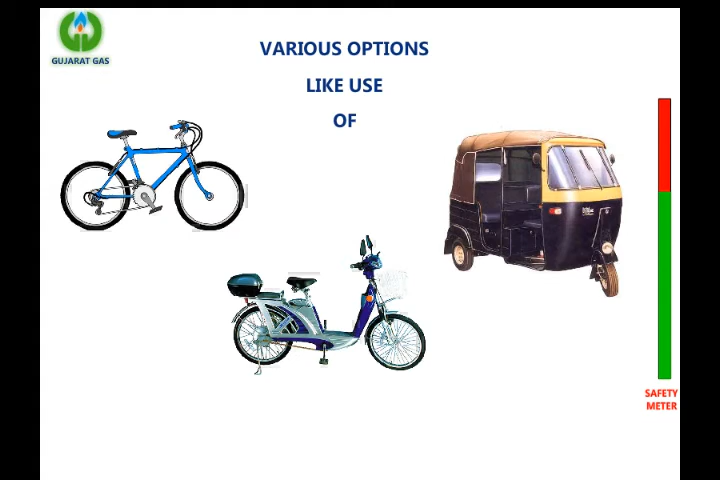 GUJARAT GAS
VARIOUS OPTIONS
LIKE USE
OF
SAFETY
METER